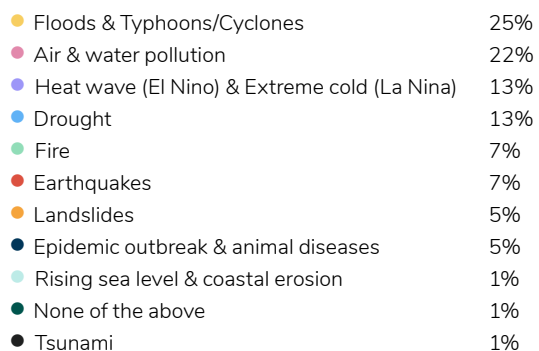 Floods & Typhoons/Cyclones 25%
Air & water pollution 22%
Heat wave (El Nino) & Extreme cold (La Nina) 13%
Drought 13%
Fire 7%
Earthquakes 7%
Landslides 5%
Epidemic outbreak & animal diseases 5%
Rising sea level & coastal erosion 1%
None of the above 1%
Tsunami 1%